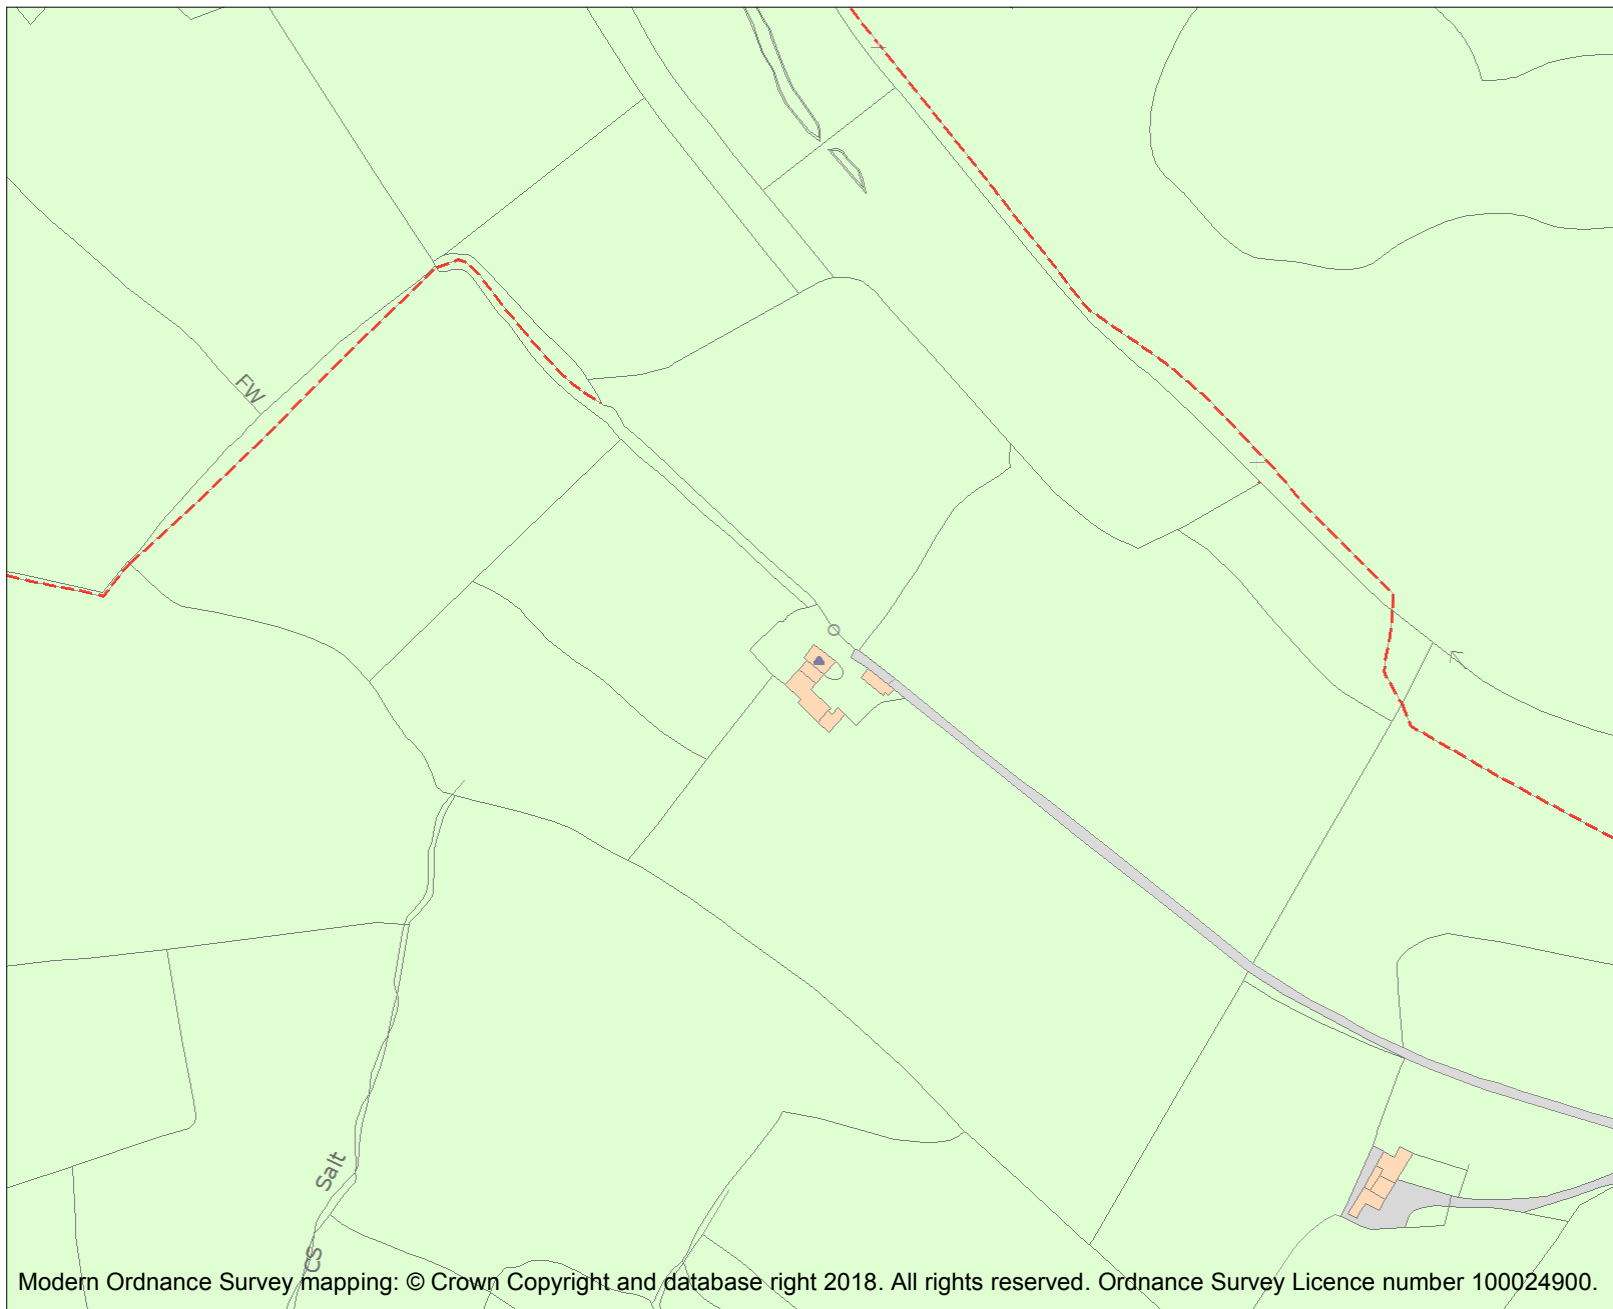 FW
Salt
CS
Modern Ordnance Survey mapping: © Crown Copyright and database right 2018. All rights reserved. Ordnance Survey Licence number 100024900.